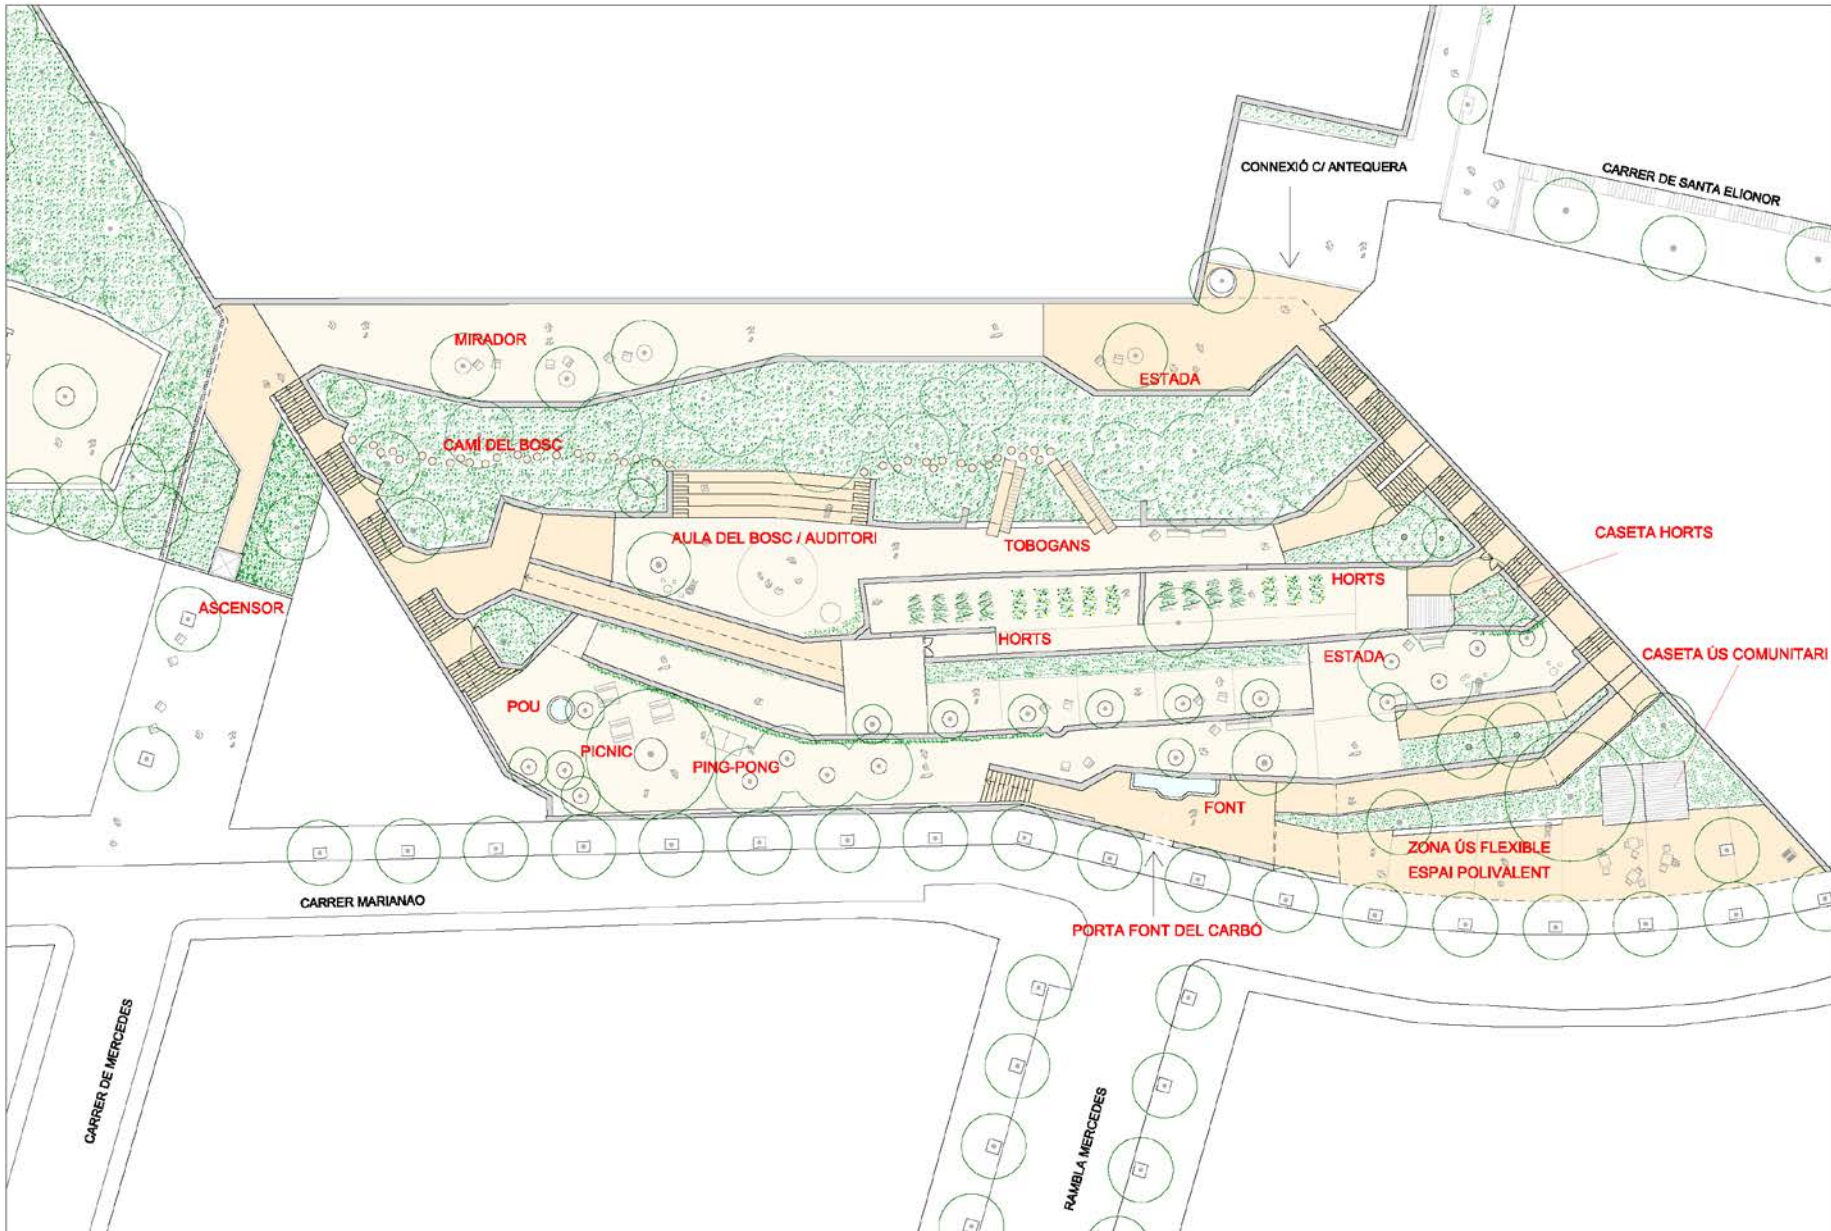 CONNEXIÓ C/ ANTEQUERA
CARRER DE SANTA ELIONOR
MIRADOR
ESTADA
CAMÍ DEL BOSC
AULA DEL BOSC / AUDITORI
TOBOGANS
CASETA HORTS
HORTS
ASCENSOR
HORTS
ESTADA
CASETA ÚS COMUNITARI
POU
PICNIC
PING-PONG
FONT
ZONA ÚS FLEXIBLE
ESPAI POLIVALENT
CARRER MARIANAO
PORTA FONT DEL CARBÓ
CARRER DE MERCEDES
RAMBLA MERCEDES